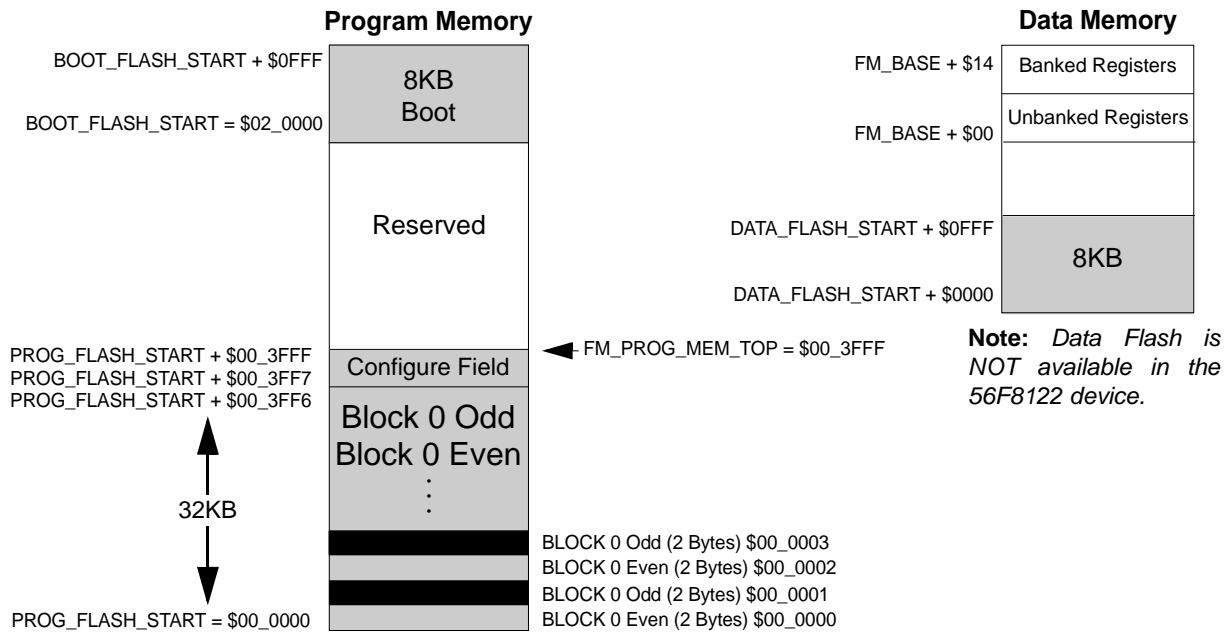 Program Memory
BOOT_FLASH_START + $0FFF
8KB
Boot
BOOT_FLASH_START = $02_0000
Reserved
FM_PROG_MEM_TOP = $00_3FFF
PROG_FLASH_START + $00_3FFF
Configure Field
PROG_FLASH_START + $00_3FF7
PROG_FLASH_START + $00_3FF6
Block 0 Odd
Block 0 Even
32KB
BLOCK 0 Odd (2 Bytes) $00_0003
BLOCK 0 Even (2 Bytes) $00_0002
BLOCK 0 Odd (2 Bytes) $00_0001
BLOCK 0 Even (2 Bytes) $00_0000
PROG_FLASH_START = $00_0000
Data Memory
FM_BASE + $14
Banked Registers
Unbanked Registers
FM_BASE + $00
DATA_FLASH_START + $0FFF
8KB
DATA_FLASH_START + $0000
Note: Data Flash is
NOT available in the
56F8122 device.